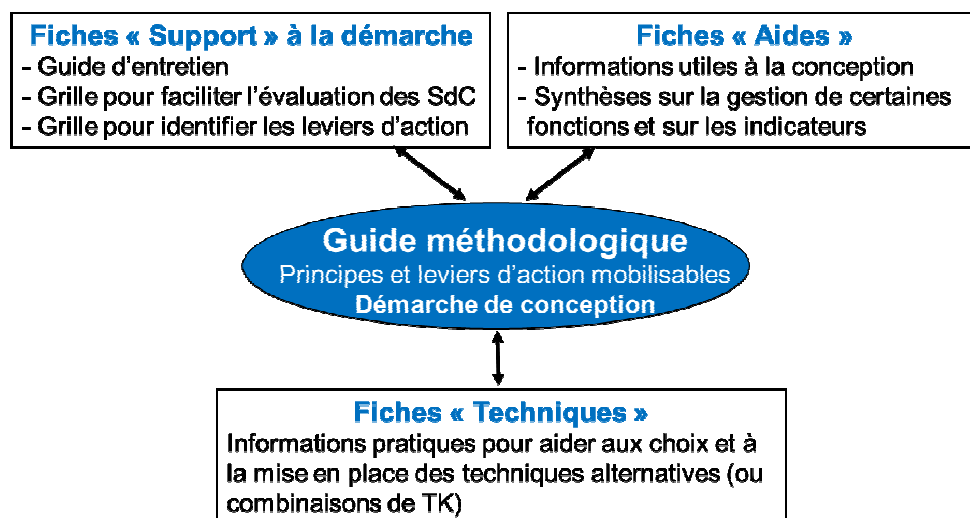 Fiches « Support » à la démarche
- Guide d'entretien
- Grille pour faciliter l'évaluation des SdC
- Grille pour identifier les leviers d'action
Fiches « Aides »
- Informations utiles à la conception
- Synthèses sur la gestion de certaines
fonctions et sur les indicateurs
Guide méthodologique
Principes et leviers d'action mobilisables
Démarche de conception
Fiches « Techniques »
Informations pratiques pour aider aux choix et à
la mise en place des techniques alternatives (ou
combinaisons de TK)